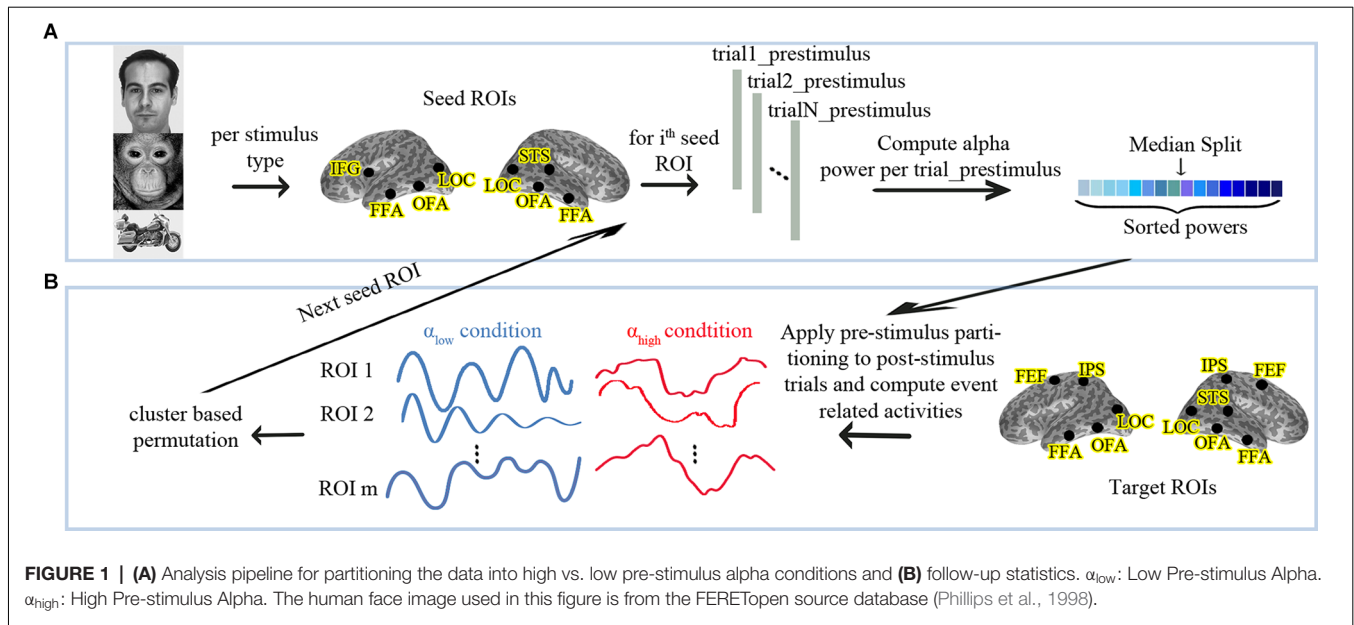 A
trial1_prestimulus
trial2_prestimulus
trialN_prestimulus
Seed ROIs
per stimulus
type
IFG
LOC
OFA
FFA
STS
LOC
OFA
FFA
for ith seed
ROI
Compute alpha
power per trial_prestimulus
Median Split
Sorted powers
B
Next seed ROI
αlow condition
αhigh condtition
ROI 1
ROI 2
ROI m
cluster based
permutation
Apply pre-stimulus parti-
tioning to post-stimulus
trials and compute event
related activities
FEF
IPS
LOC
OFA
FFA
IPS
FEF
STS
LOC
OFA
FFA
Target ROIs
FIGURE 1 | (A) Analysis pipeline for partitioning the data into high vs. low pre-stimulus alpha conditions and (B) follow-up statistics. αlow: Low Pre-stimulus Alpha.
αhigh: High Pre-stimulus Alpha. The human face image used in this figure is from the FERETopen source database (Phillips et al., 1998).